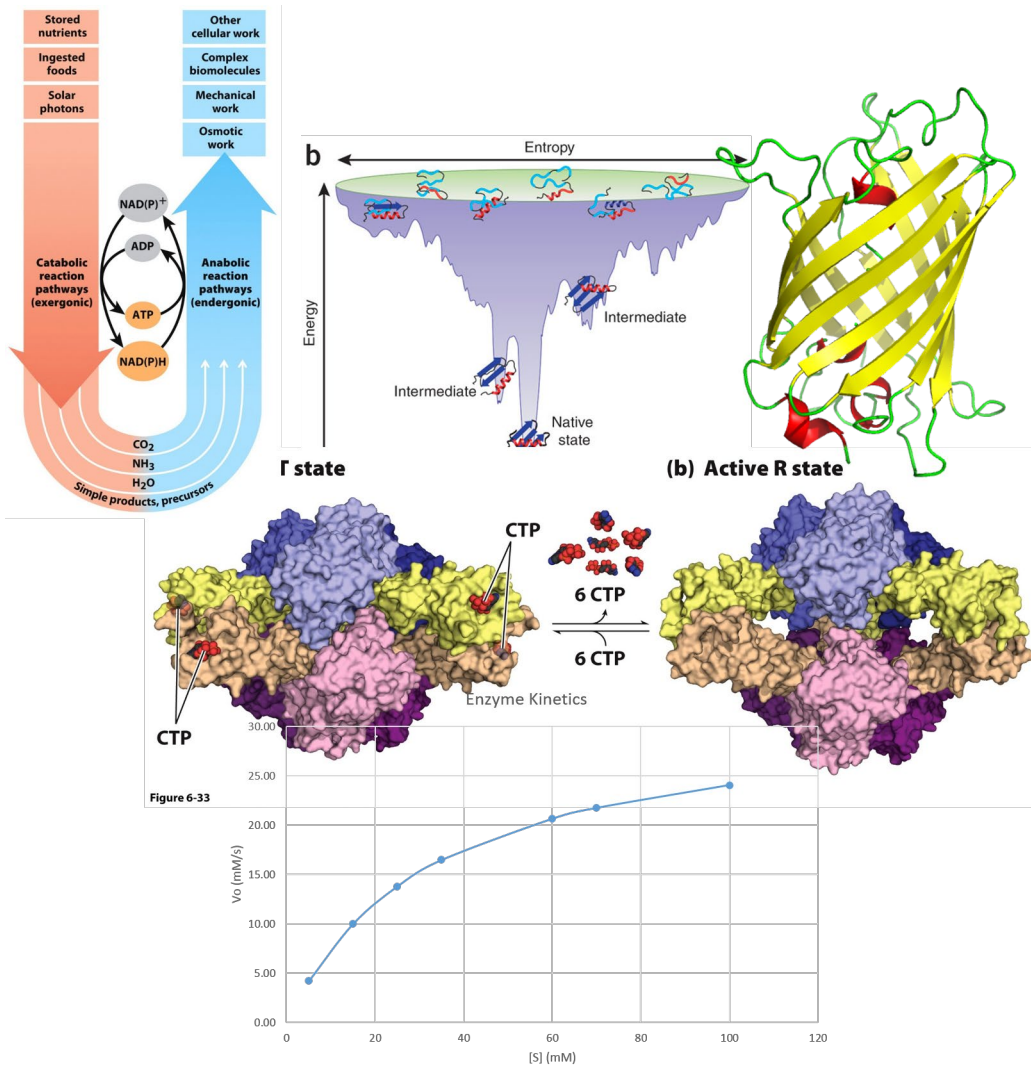 Stored
nutrients
Ingested
foods
Solar
photons
Other
cellular work
Complex
biomolecules
Mechanical
work
Osmotic
work
NAD(P)+
ADP
ATP
NAD(P)H
Catabolic
reaction
pathways
(exergonic)
Anabolic
reaction
pathways
(endergonic)
CO2
NH3
H2O
Simple products, precursors
b
Entropy
Energy
Intermediate
Intermediate
Native
state
T state
(b) Active R state
CTP
6 CTP
6 CTP
CTP
Figure 6-33
Enzyme Kinetics
30.00
25.00
20.00
15.00
10.00
5.00
0.00
Vo (mM/s)
0 20 40 60 80 100 120
[S] (mM)